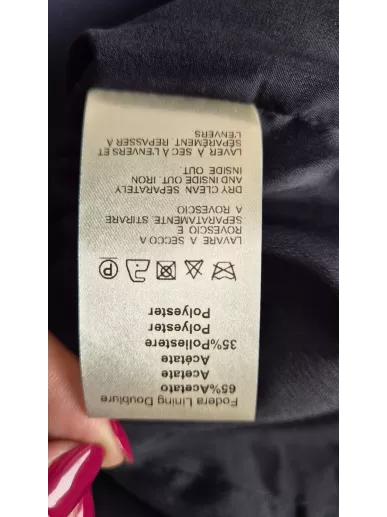 Fodera Lining Doublure
65%Acetato
Acetate
Acétate
35%Poliestere
Polyester
Polyester
LAVARE A SECCO A
ROVESCIO E
SEPARATAMENTE. STIRARE
A ROVESCIO
DRY CLEAN SEPARATELY
AND INSIDE OUT. IRON
INSIDE OUT.
LAVER À SEC À L'ENVERS ET
SÉPARÉMENT. REPASSER À
L'ENVERS